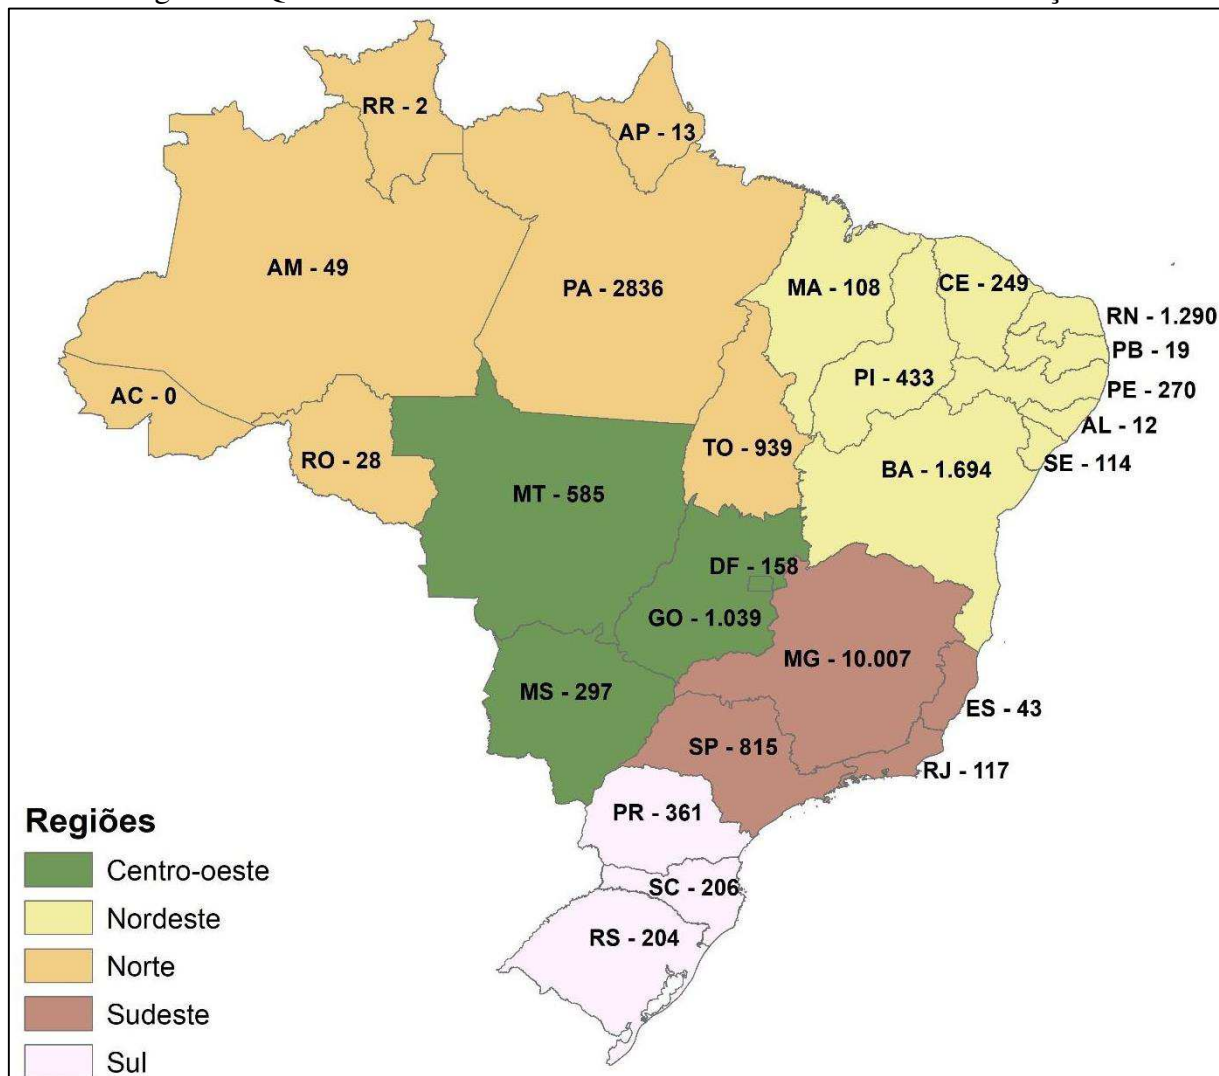 RR - 2
AP - 13
AM - 49
PA - 2836
MA - 108
CE - 249
RN - 1.290
PB - 19
PI - 433
PE - 270
AC - 0
AL - 12
TO - 939
RO - 28
BA - 1.694
SE - 114
MT - 585
DF - 158
GO - 1.039
MG - 10.007
MS - 297
ES - 43
SP - 815
RJ - 117
PR - 361
SC - 206
RS - 204
Regiões
Centro-oeste
Nordeste
Norte
Sudeste
Sul